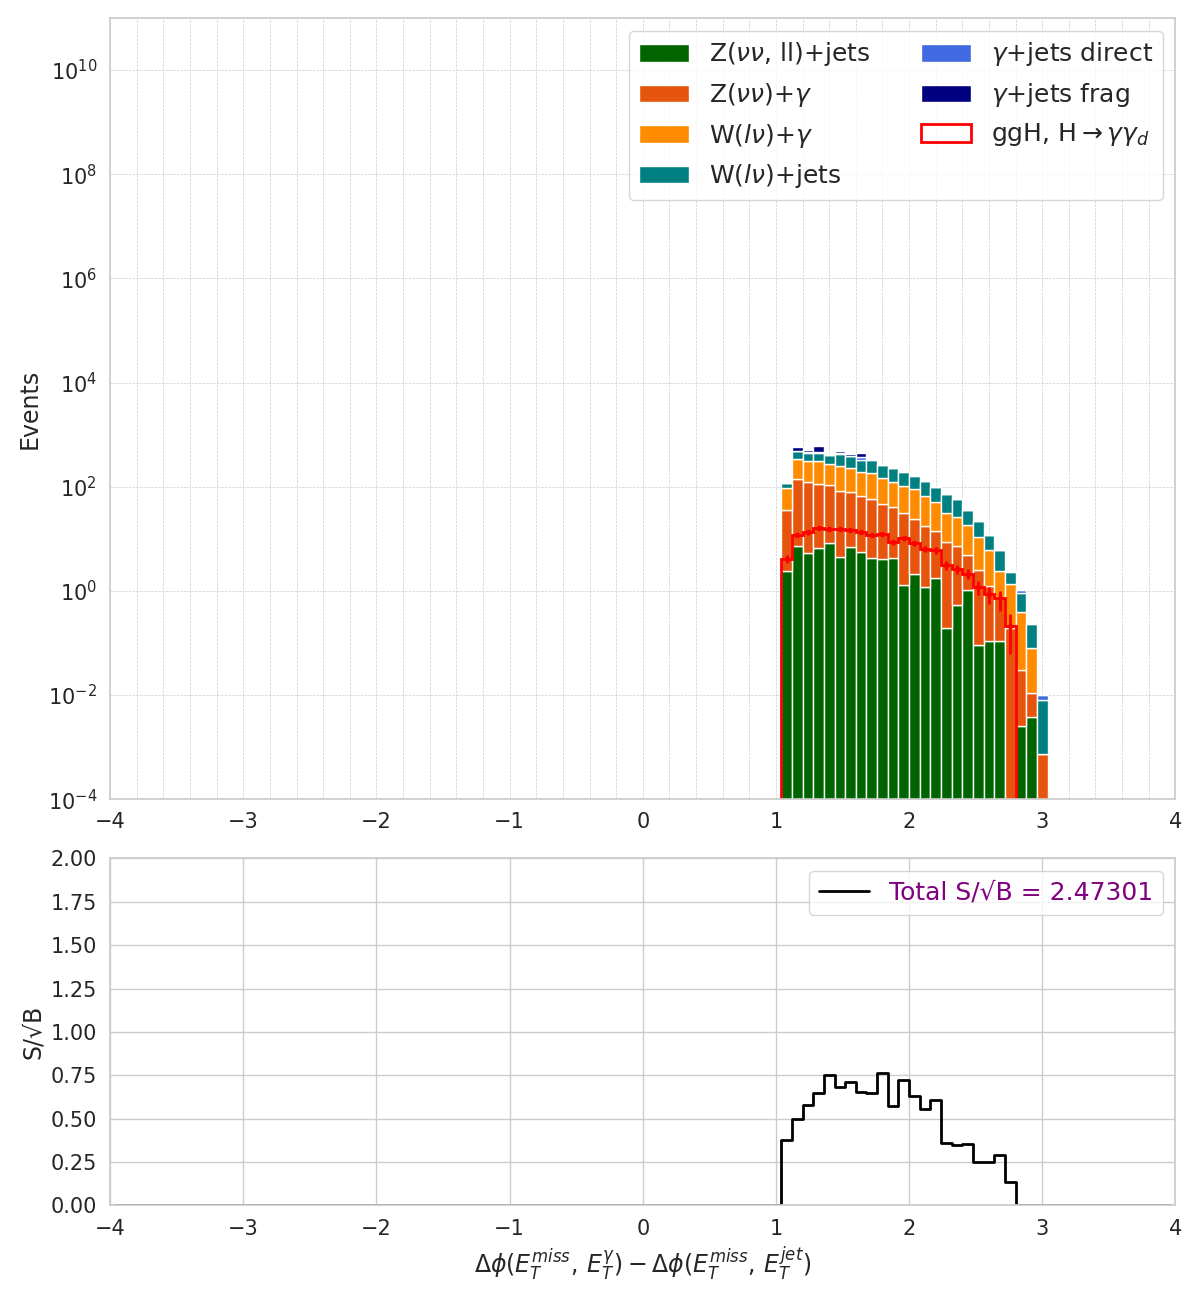 Z(νν, ll)+jets
Z(νν)+γ
W(lν)+γ
W(lν)+jets
γ+jets direct
γ+jets frag
ggH, H→γγ_d
Events
10^10
10^8
10^6
10^4
10^2
10^0
10^−2
10^−4
−4 −3 −2 −1 0 1 2 3 4
Total S/√B = 2.47301
S/√B
2.00
1.75
1.50
1.25
1.00
0.75
0.50
0.25
0.00
−4 −3 −2 −1 0 1 2 3 4
Δϕ(E_T^miss, E_T^γ) − Δϕ(E_T^miss, E_T^jet)